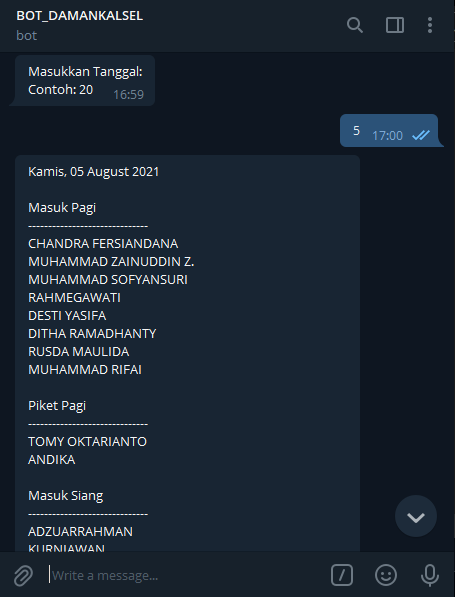 BOT_DAMANKALSEL
bot
Masukkan Tanggal:
Contoh: 20
16:59
5
17:00
Kamis, 05 August 2021
Masuk Pagi
------------------------------
CHANDRA FERSIANDANA
MUHAMMAD ZAINUDDIN Z.
MUHAMMAD SOFYANSURI
RAHMEGAWATI
DESTI YASIFA
DITHA RAMADHANTY
RUSDA MAULIDA
MUHAMMAD RIFAI
Piket Pagi
------------------------------
TOMY OKTARIANTO
ANDIKA
Masuk Siang
------------------------------
ADZUARRAHMAN
KURNIAWAN
Write a message...